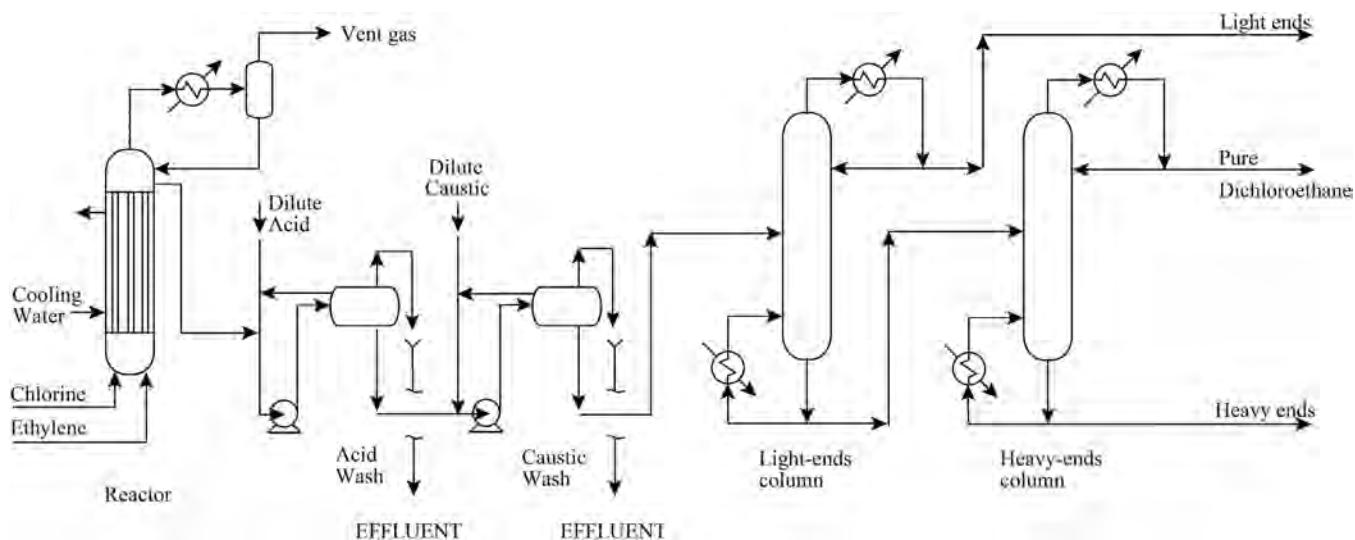 Vent gas
Light ends
Dilute
Caustic
Pure
Dichloroethane
Dilute
Acid
Cooling
Water
Chlorine
Ethylene
Heavy ends
Acid
Wash
Caustic
Wash
Light-ends
column
Heavy-ends
column
Reactor
EFFLUENT
EFFLUENT